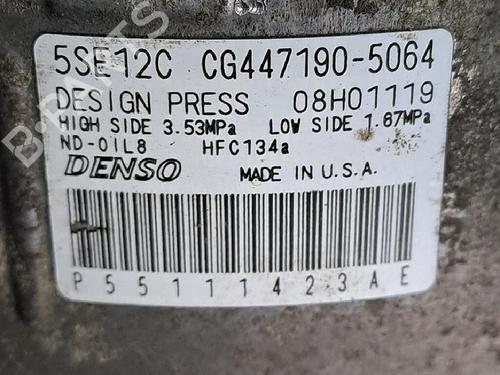 5SE12C CG447190-5064
DESIGN PRESS 08H01119
HIGH SIDE 3.53MPa LOW SIDE 1.67MPa
ND-OIL8 HFC134a
DENSO MADE IN U.S.A.
P55111423AE